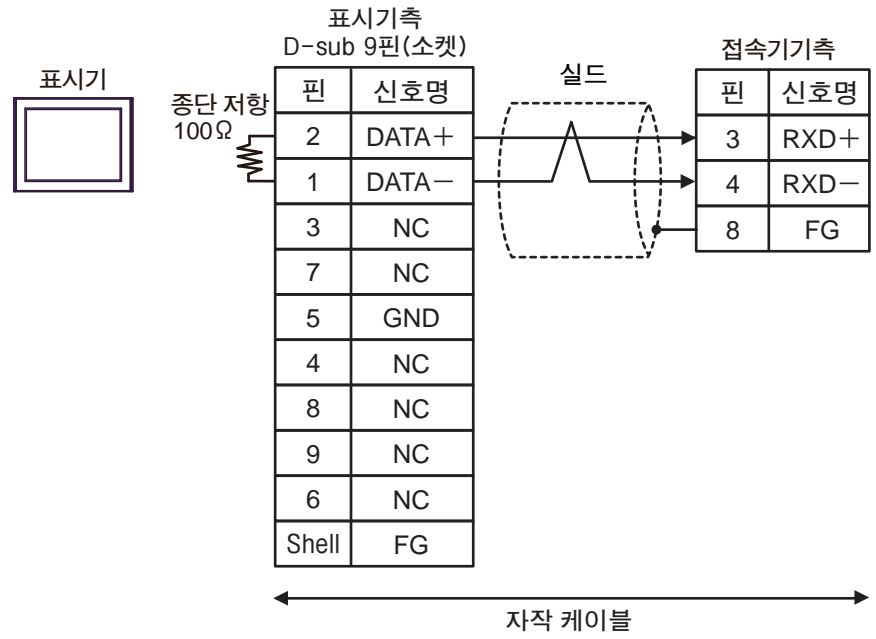 표시기측
D-sub 9핀(소켓)
접속기기측
표시기
실드
종단 저항
100Ω
핀 신호명
2 DATA+
1 DATA−
3 NC
7 NC
5 GND
4 NC
8 NC
9 NC
6 NC
Shell FG
핀 신호명
3 RXD+
4 RXD−
8 FG
자작 케이블